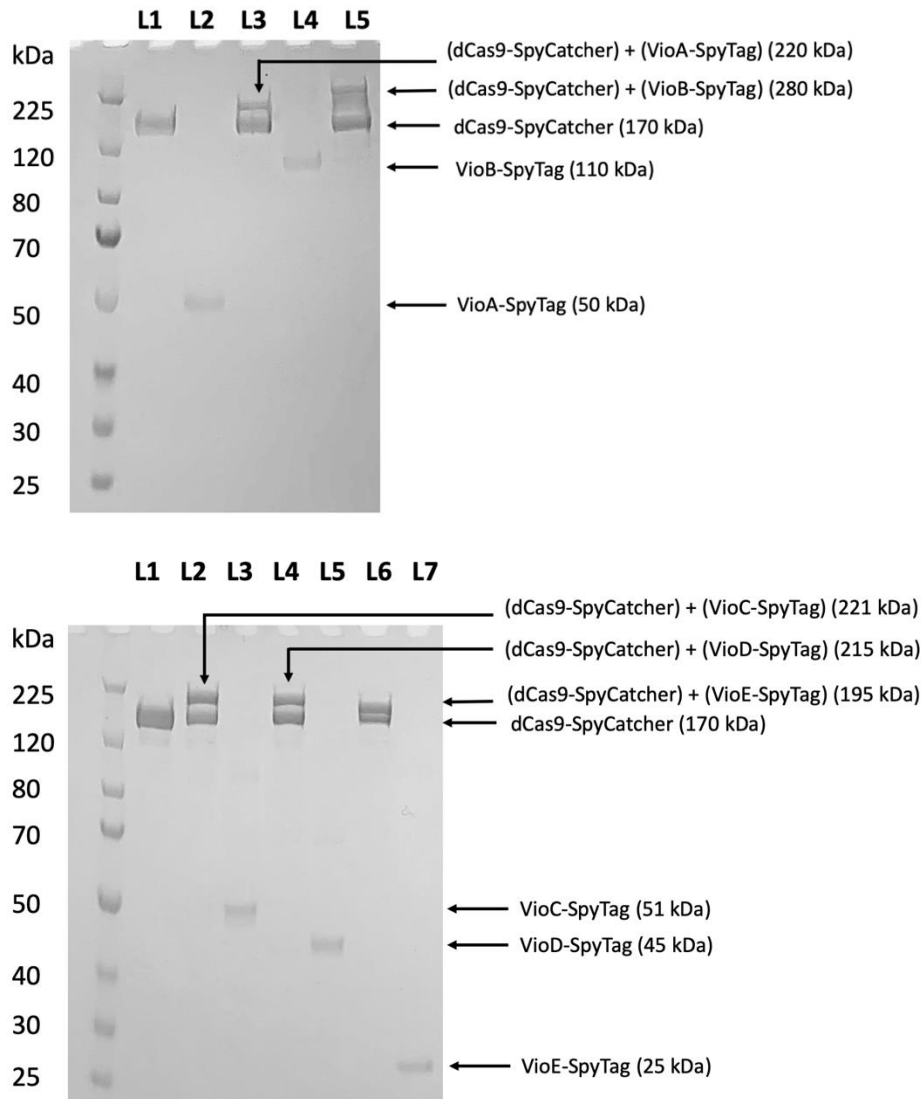 L1 L2 L3 L4 L5
kDa
(dCas9-SpyCatcher) + (VioA-SpyTag) (220 kDa)
(dCas9-SpyCatcher) + (VioB-SpyTag) (280 kDa)
225
dCas9-SpyCatcher (170 kDa)
120
VioB-SpyTag (110 kDa)
80
70
VioA-SpyTag (50 kDa)
50
40
30
25
L1 L2 L3 L4 L5 L6 L7
(dCas9-SpyCatcher) + (VioC-SpyTag) (221 kDa)
kDa
(dCas9-SpyCatcher) + (VioD-SpyTag) (215 kDa)
225
(dCas9-SpyCatcher) + (VioE-SpyTag) (195 kDa)
dCas9-SpyCatcher (170 kDa)
120
80
70
50
VioC-SpyTag (51 kDa)
VioD-SpyTag (45 kDa)
40
30
VioE-SpyTag (25 kDa)
25